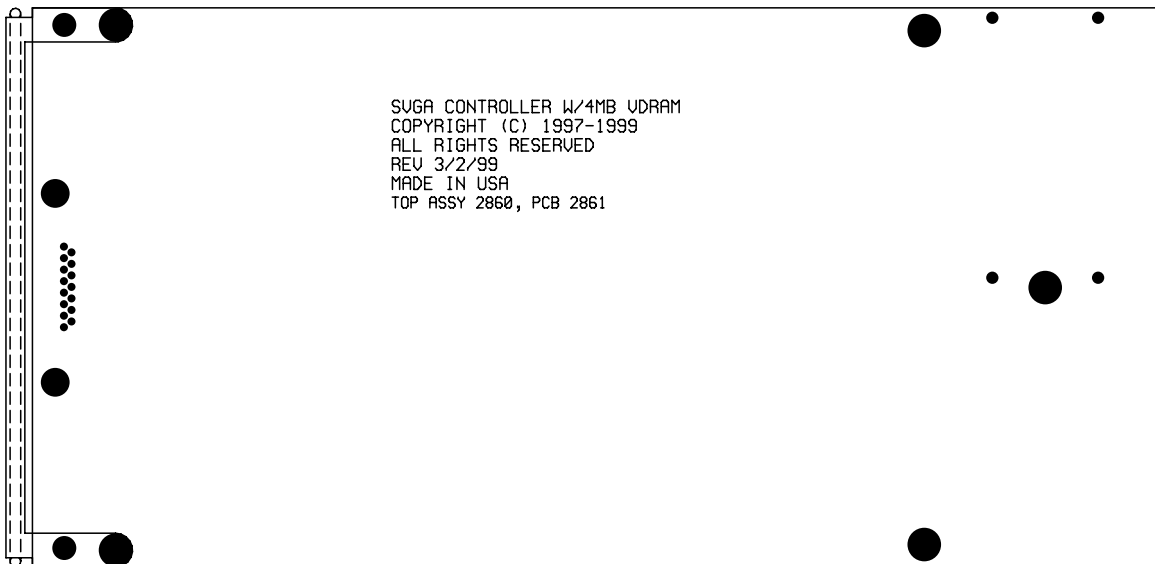 SVGA CONTROLLER W/4MB VDRAM
COPYRIGHT (C) 1997-1999
ALL RIGHTS RESERVED
REV 3/2/99
MADE IN USA
TOP ASSY 2860, PCB 2861